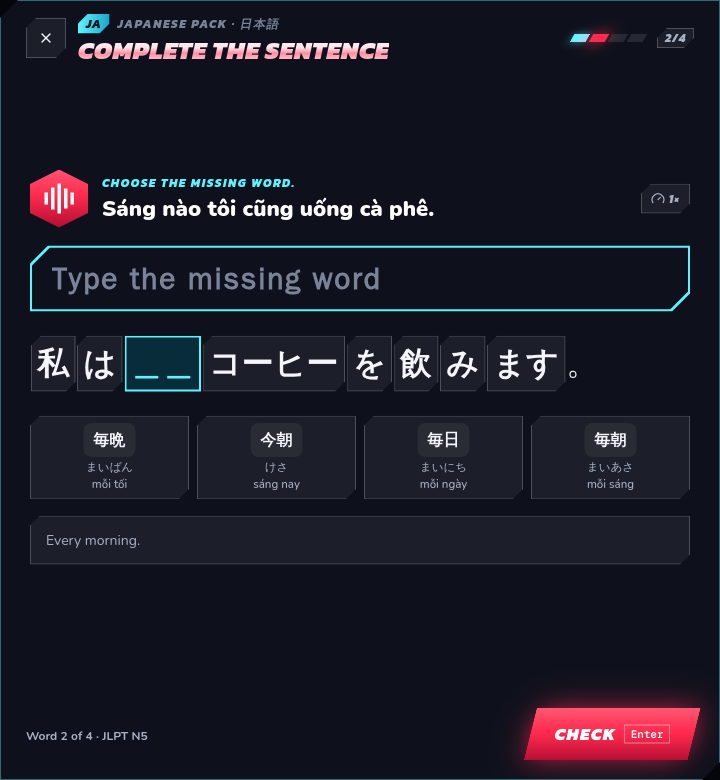 JA JAPANESE PACK · 日本語
COMPLETE THE SENTENCE
2/4
CHOOSE THE MISSING WORD.
Sáng nào tôi cũng uống cà phê.
1×
Type the missing word
私は__コーヒーを飲みます。
毎晩 今朝 毎日 毎朝
まいばん けさ まいにち まいあさ
mỗi tối sáng nay mỗi ngày mỗi sáng
Every morning.
Word 2 of 4 · JLPT N5
CHECK Enter